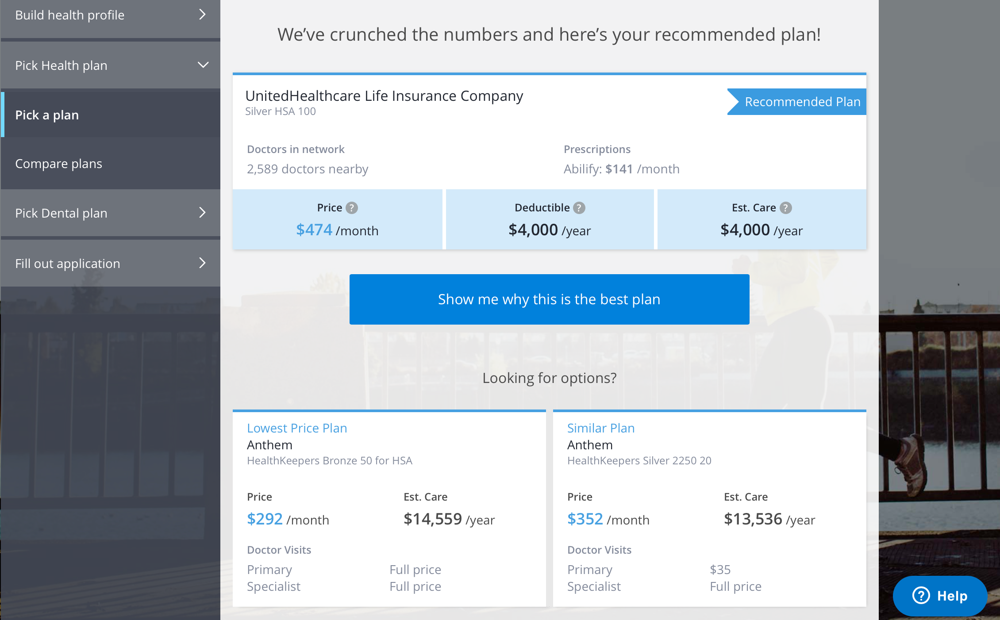 Build health profile
Pick Health plan
Pick a plan
Compare plans
Pick Dental plan
Fill out application
We’ve crunched the numbers and here’s your recommended plan!
UnitedHealthcare Life Insurance Company
Silver HSA 100
Recommended Plan
Doctors in network
2,589 doctors nearby
Prescriptions
Abilify: $141 /month
Price ?
$474 /month
Deductible ?
$4,000 /year
Est. Care ?
$4,000 /year
Show me why this is the best plan
Looking for options?
Lowest Price Plan
Anthem
HealthKeepers Bronze 50 for HSA
Price
$292 /month
Est. Care
$14,559 /year
Doctor Visits
Primary Full price
Specialist Full price
Similar Plan
Anthem
HealthKeepers Silver 2250 20
Price
$352 /month
Est. Care
$13,536 /year
Doctor Visits
Primary $35
Specialist Full price
? Help